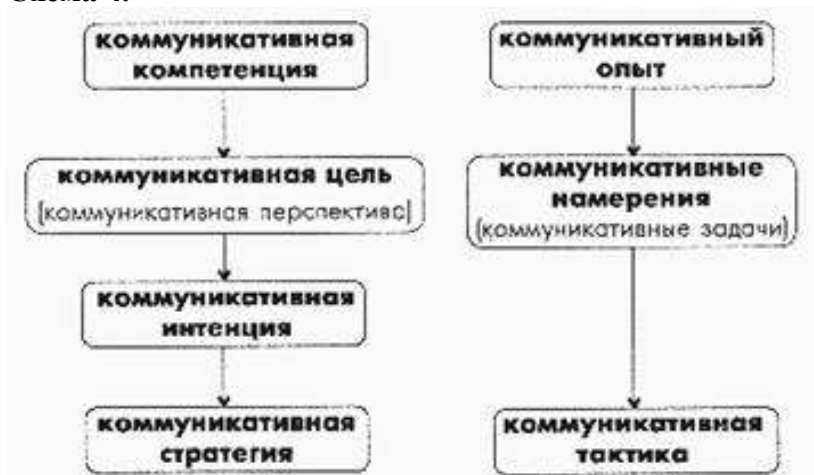 коммуникативная
компетенция
коммуникативная цель
(коммуникативная перспектива)
коммуникативная
интенция
коммуникативная
стратегия
коммуникативный
опыт
коммуникативные
намерения
(коммуникативные задачи)
коммуникативная
тактика